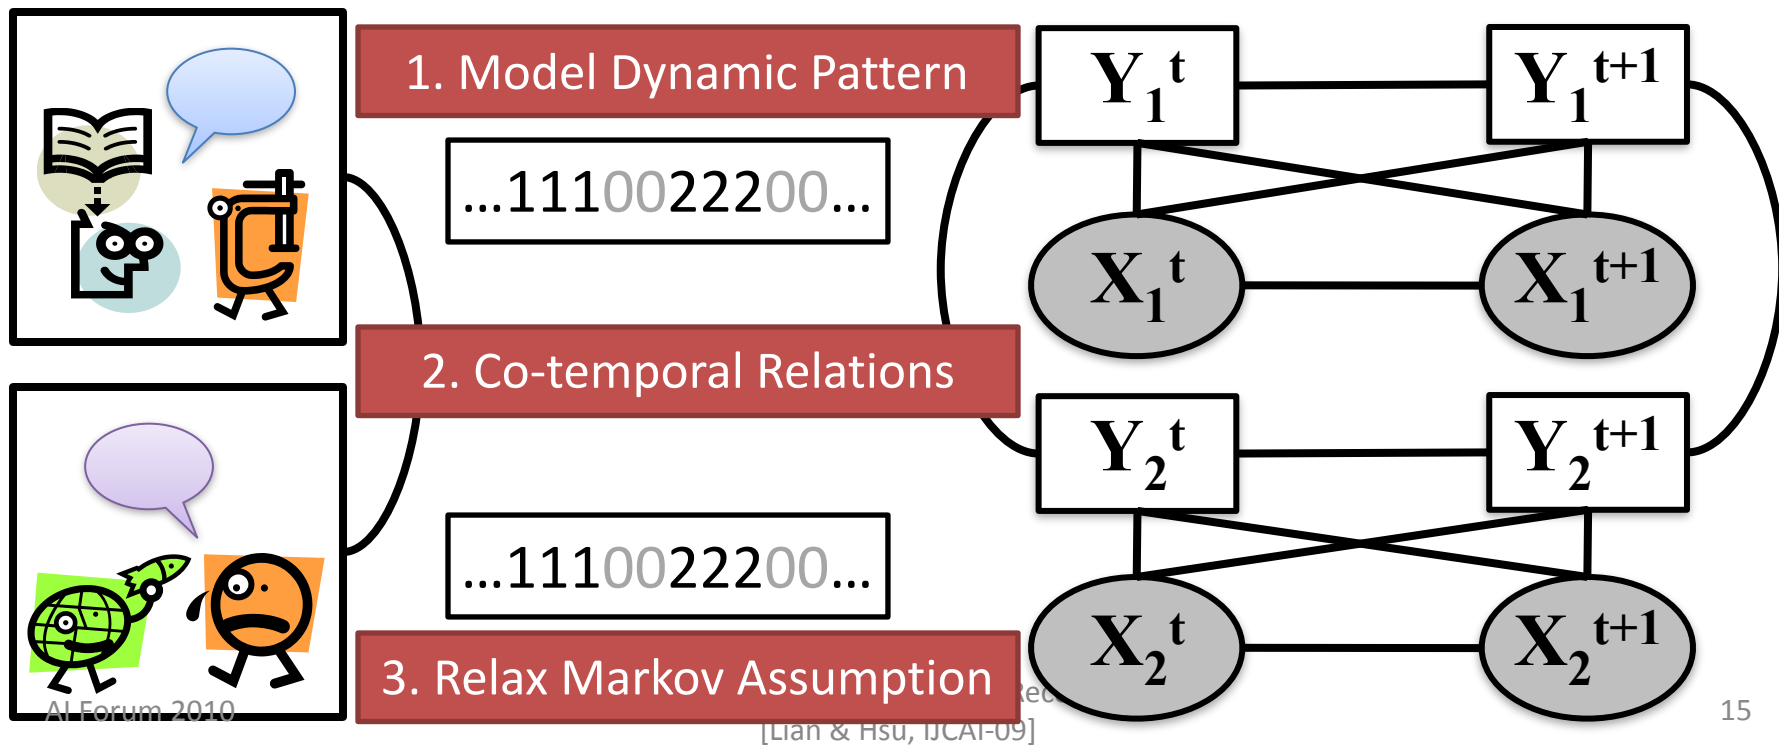 1. Model Dynamic Pattern
...1110022200...
2. Co-temporal Relations
...1110022200...
3. Relax Markov Assumption
Y₁ᵗ
Y₁ᵗ⁺¹
X₁ᵗ
X₁ᵗ⁺¹
Y₂ᵗ
Y₂ᵗ⁺¹
X₂ᵗ
X₂ᵗ⁺¹
AI Forum 2010
[Lian & Hsu, IJCAI-09]
15